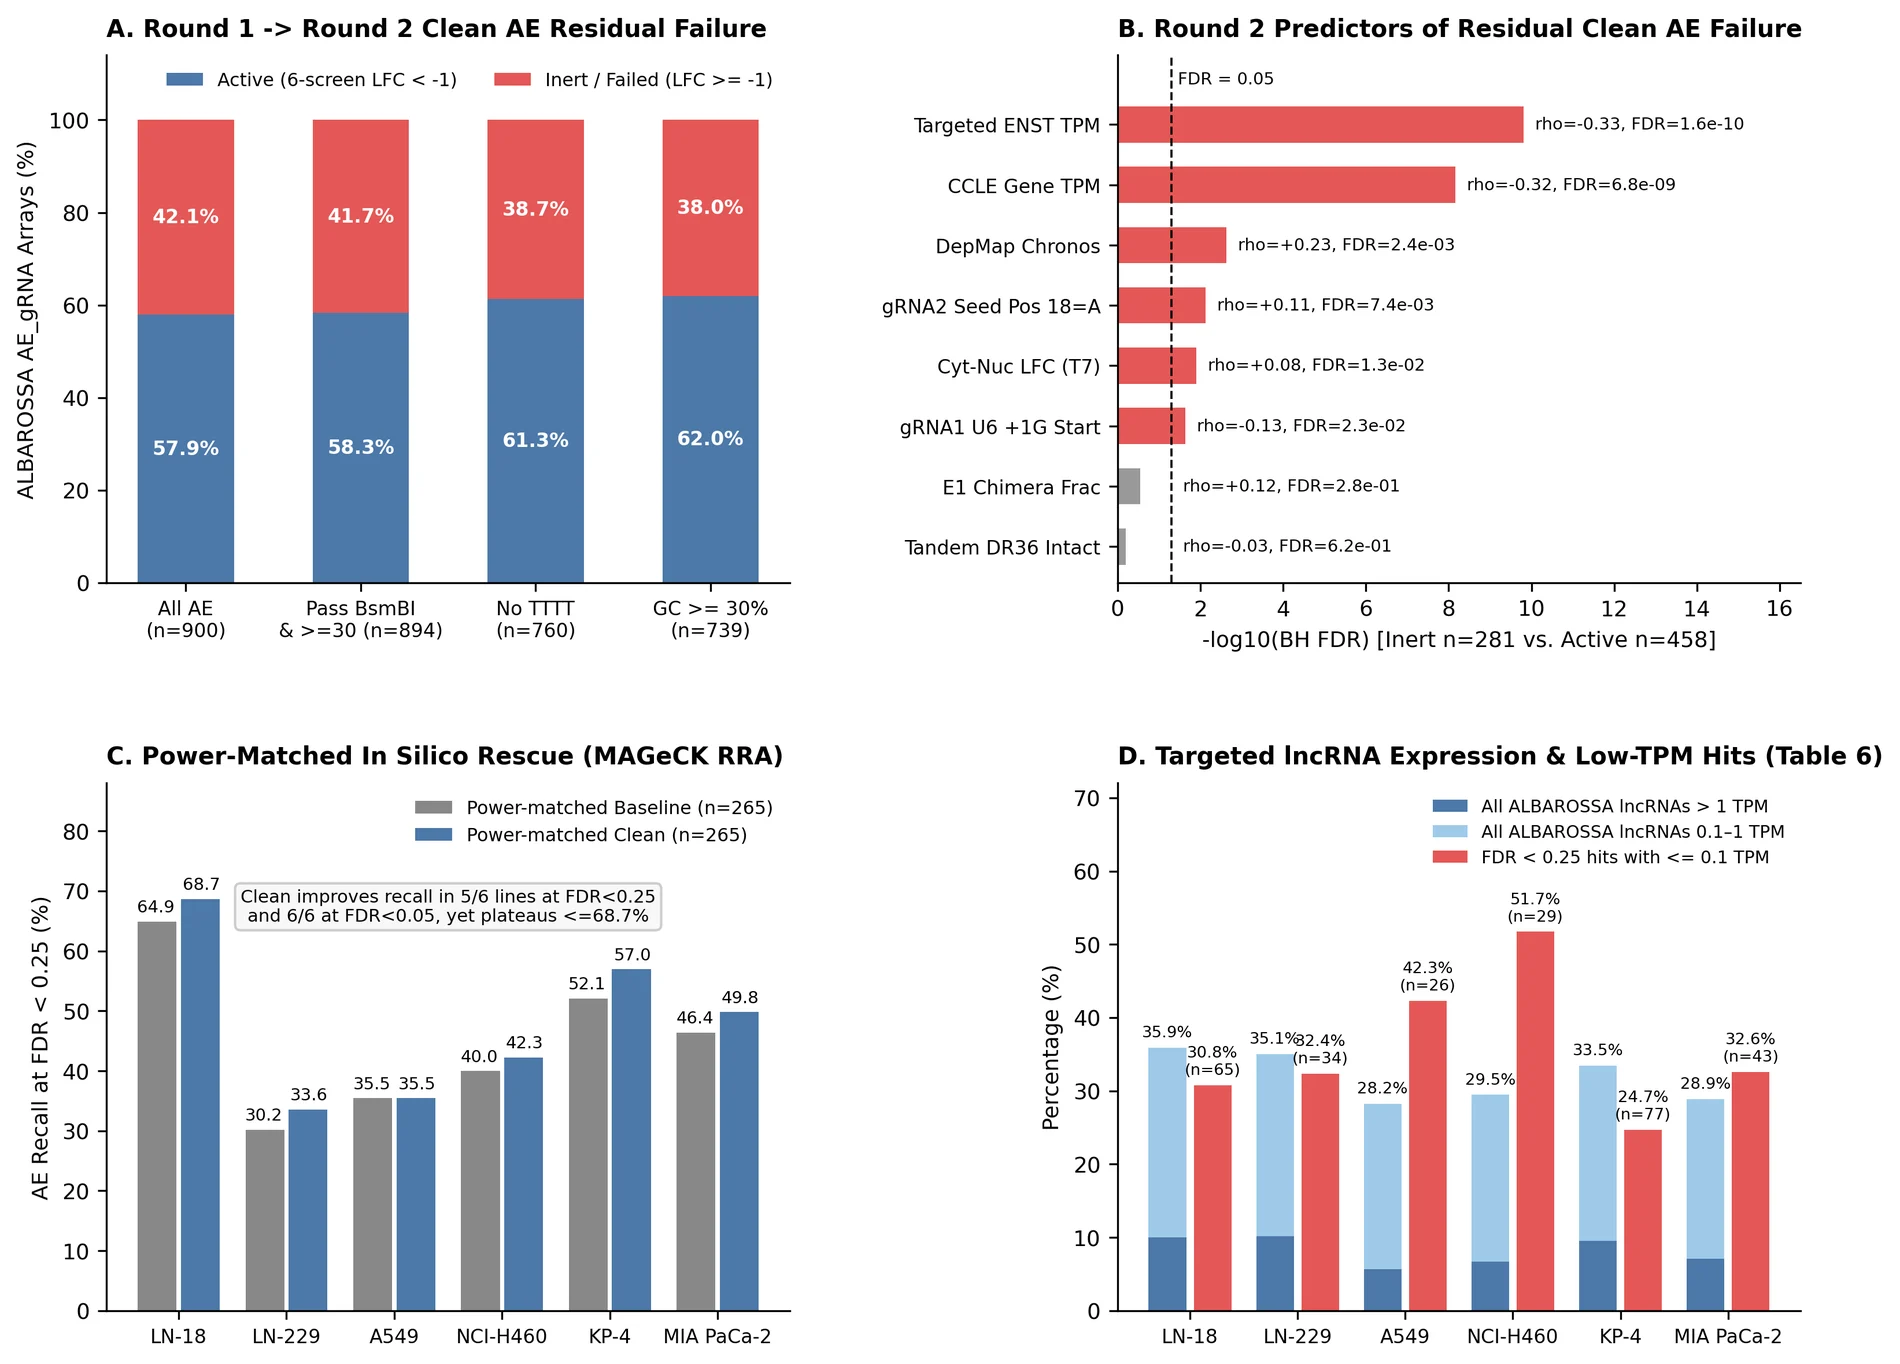 A. Round 1 -> Round 2 Clean AE Residual Failure
Active (6-screen LFC < -1)
Inert / Failed (LFC >= -1)
ALBAROSSA AE_gRNA Arrays (%)
100
80
60
40
20
0
42.1%
41.7%
38.7%
38.0%
57.9%
58.3%
61.3%
62.0%
All AE
(n=900)
Pass BsmBI
& >=30 (n=894)
No TTTT
(n=760)
GC >= 30%
(n=739)
B. Round 2 Predictors of Residual Clean AE Failure
FDR = 0.05
Targeted ENST TPM
rho=-0.33, FDR=1.6e-10
CCLE Gene TPM
rho=-0.32, FDR=6.8e-09
DepMap Chronos
rho=+0.23, FDR=2.4e-03
gRNA2 Seed Pos 18=A
rho=+0.11, FDR=7.4e-03
Cyt-Nuc LFC (T7)
rho=+0.08, FDR=1.3e-02
gRNA1 U6 +1G Start
rho=-0.13, FDR=2.3e-02
E1 Chimera Frac
rho=+0.12, FDR=2.8e-01
Tandem DR36 Intact
rho=-0.03, FDR=6.2e-01
0 2 4 6 8 10 12 14 16
-log10(BH FDR) [Inert n=281 vs. Active n=458]
C. Power-Matched In Silico Rescue (MAGeCK RRA)
Power-matched Baseline (n=265)
Power-matched Clean (n=265)
Clean improves recall in 5/6 lines at FDR<0.25
and 6/6 at FDR<0.05, yet plateaus <=68.7%
AE Recall at FDR < 0.25 (%)
80
70
60
50
40
30
20
10
0
64.9
68.7
30.2
33.6
35.5
35.5
40.0
42.3
52.1
57.0
46.4
49.8
LN-18
LN-229
A549
NCI-H460
KP-4
MIA PaCa-2
D. Targeted lncRNA Expression & Low-TPM Hits (Table 6)
All ALBAROSSA lncRNAs > 1 TPM
All ALBAROSSA lncRNAs 0.1–1 TPM
FDR < 0.25 hits with <= 0.1 TPM
Percentage (%)
70
60
50
40
30
20
10
0
35.9%
30.8%
(n=65)
35.1%
32.4%
(n=34)
28.2%
42.3%
(n=26)
29.5%
51.7%
(n=29)
33.5%
24.7%
(n=77)
28.9%
32.6%
(n=43)
LN-18
LN-229
A549
NCI-H460
KP-4
MIA PaCa-2